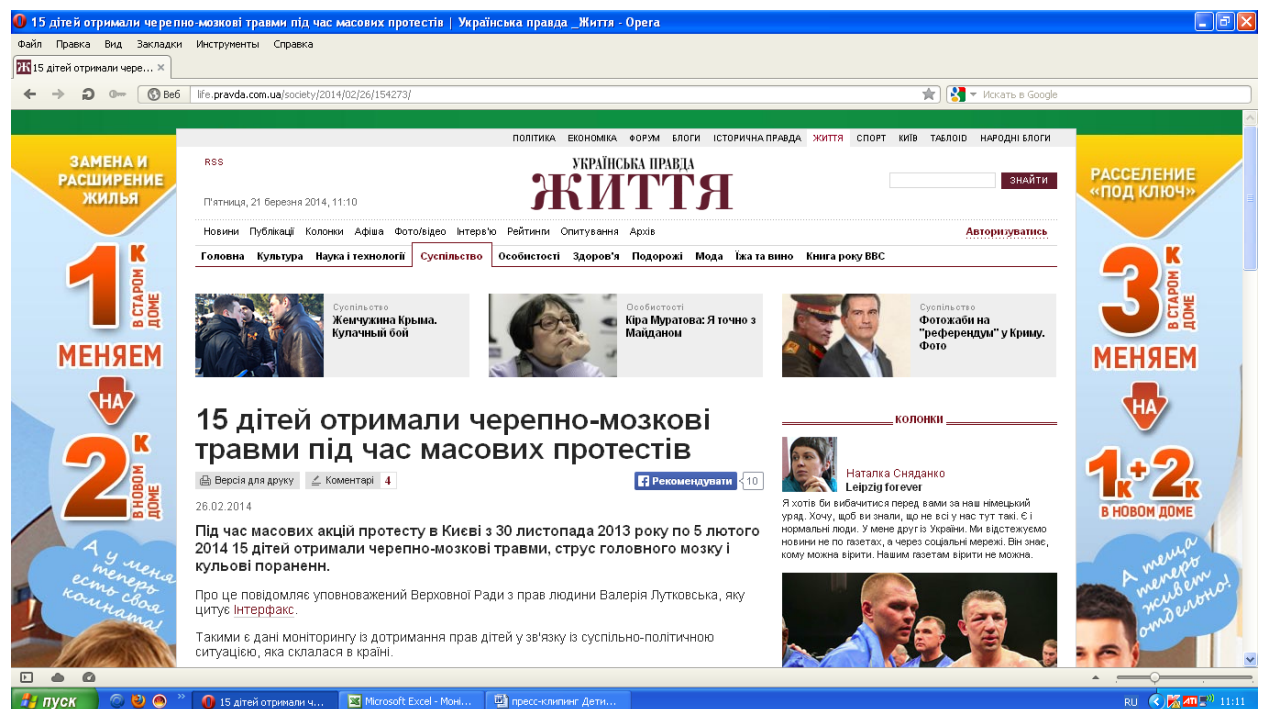 15 дітей отримали черепно-мозкові травми під час масових протестів | Українська правда _Життя - Opera
Файл Правка Вид Закладки Инструменты Справка
15 дітей отримали чере...
Веб life.pravda.com.ua/society/2014/02/26/154273/ Искать в Google
ПОЛІТИКА ЕКОНОМІКА ФОРУМ БЛОГИ ІСТОРИЧНА ПРАВДА ЖИТТЯ СПОРТ КИЇВ ТАБЛОІD НАРОДНІ БЛОГИ
RSS
УКРАЇНСЬКА ПРАВДА
ЖИТТЯ
ЗНАЙТИ
П'ятниця, 21 березня 2014, 11:10
Новини Публікації Колонки Афіша Фото/відео Інтерв'ю Рейтинги Опитування Архів Авторизуватись
Головна Культура Наука і технології Суспільство Особистості Здоров'я Подорожі Мода Їжа та вино Книга року BBC
Суспільство
Жемчужина Крыма.
Кулачный бой
Особистості
Кіра Муратова: Я точно з
Майданом
Суспільство
Фотожаби на
"референдум" у Криму.
Фото
15 дітей отримали черепно-мозкові
травми під час масових протестів
Версія для друку Коментарі 4 Рекомендувати 10
26.02.2014
Під час масових акцій протесту в Києві з 30 листопада 2013 року по 5 лютого
2014 15 дітей отримали черепно-мозкові травми, струс головного мозку і
кульові пораненн.
Про це повідомляє уповноважений Верховної Ради з прав людини Валерія Лутковська, яку
цитує Інтерфакс.
Такими є дані моніторингу із дотримання прав дітей у зв'язку із суспільно-політичною
ситуацією, яка склалася в країні.
КОЛОНКИ
Наталка Сняданко
Leipzig forever
Я хотів би вибачитися перед вами за наш німецький
уряд. Хочу, щоб ви знали, що не всі у нас тут такі. Є і
нормальні люди. У мене друг із України. Ми відстежуємо
новини не по газетах, а через соціальні мережі. Він знає,
кому можна вірити. Нашим газетам вірити не можна.
ЗАМЕНА И
РАСШИРЕНИЕ
ЖИЛЬЯ
1К
В СТАРОМ
ДОМЕ
МЕНЯЕМ
НА
2К
В НОВОМ
ДОМЕ
А у меня
теперь
есть своя
комната!
РАССЕЛЕНИЕ
«ПОД КЛЮЧ»
3К
В СТАРОМ
ДОМЕ
МЕНЯЕМ
НА
1К+2К
В НОВОМ ДОМЕ
А теща
теперь
живет
отдельно!
пуск 15 дітей отримали ч... Microsoft Excel - Моні... пресс-клипинг Дети... RU 11:11